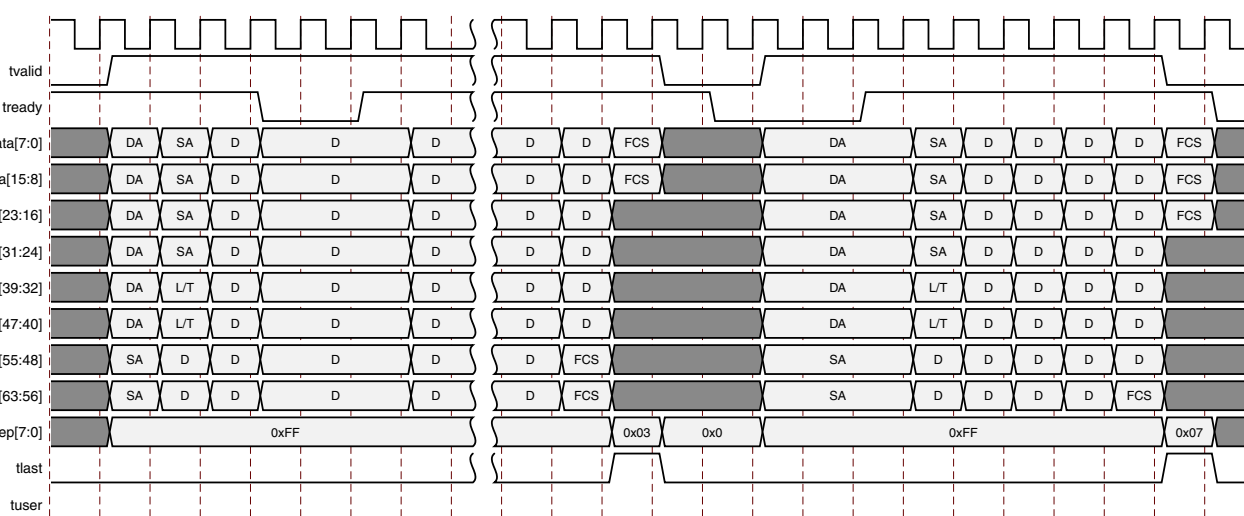 tvalid
tready
ata[7:0] DA SA D D D D D FCS DA SA D D D D FCS
a[15:8] DA SA D D D D D FCS DA SA D D D D FCS
[23:16] DA SA D D D D D DA SA D D D D FCS
[31:24] DA SA D D D D D DA SA D D D D
[39:32] DA L/T D D D D D DA L/T D D D D
[47:40] DA L/T D D D D D DA L/T D D D D
[55:48] SA D D D D D FCS SA D D D D D
[63:56] SA D D D D D FCS SA D D D D FCS
ep[7:0] 0xFF 0x03 0x0 0xFF 0x07
tlast
tuser